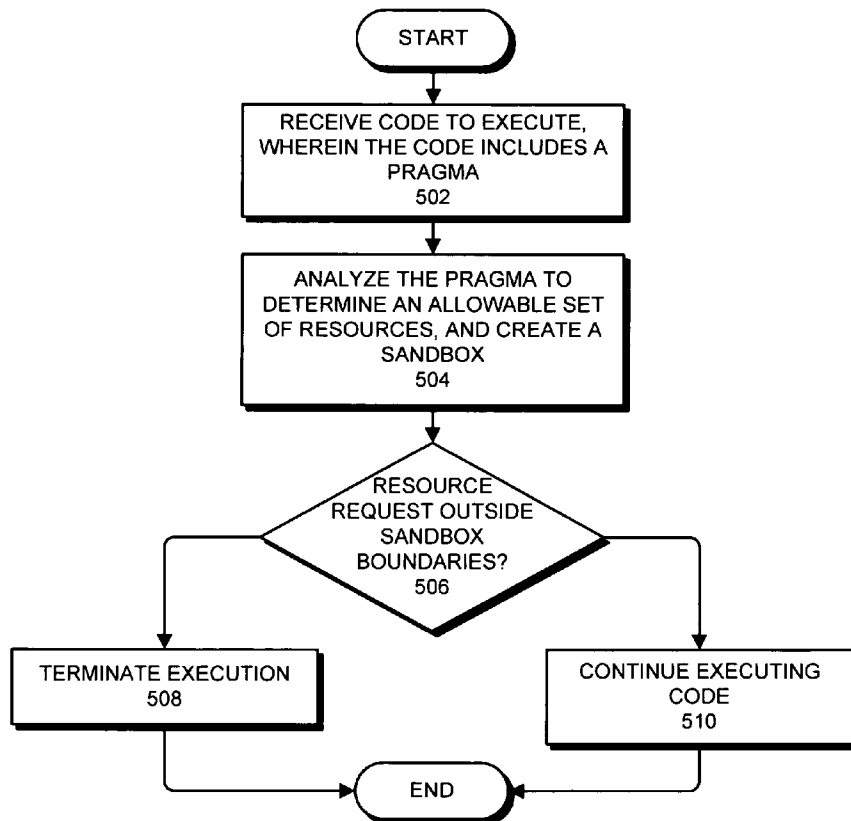 START
RECEIVE CODE TO EXECUTE,
WHEREIN THE CODE INCLUDES A
PRAGMA
502
ANALYZE THE PRAGMA TO
DETERMINE AN ALLOWABLE SET
OF RESOURCES, AND CREATE A
SANDBOX
504
RESOURCE
REQUEST OUTSIDE
SANDBOX
BOUNDARIES?
506
TERMINATE EXECUTION
508
CONTINUE EXECUTING
CODE
510
END